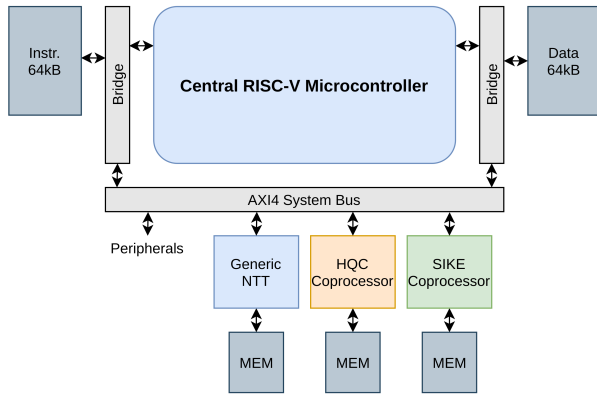 Instr.
64kB
Bridge
Central RISC-V Microcontroller
Bridge
Data
64kB
AXI4 System Bus
Peripherals
Generic
NTT
HQC
Coprocessor
SIKE
Coprocessor
MEM
MEM
MEM